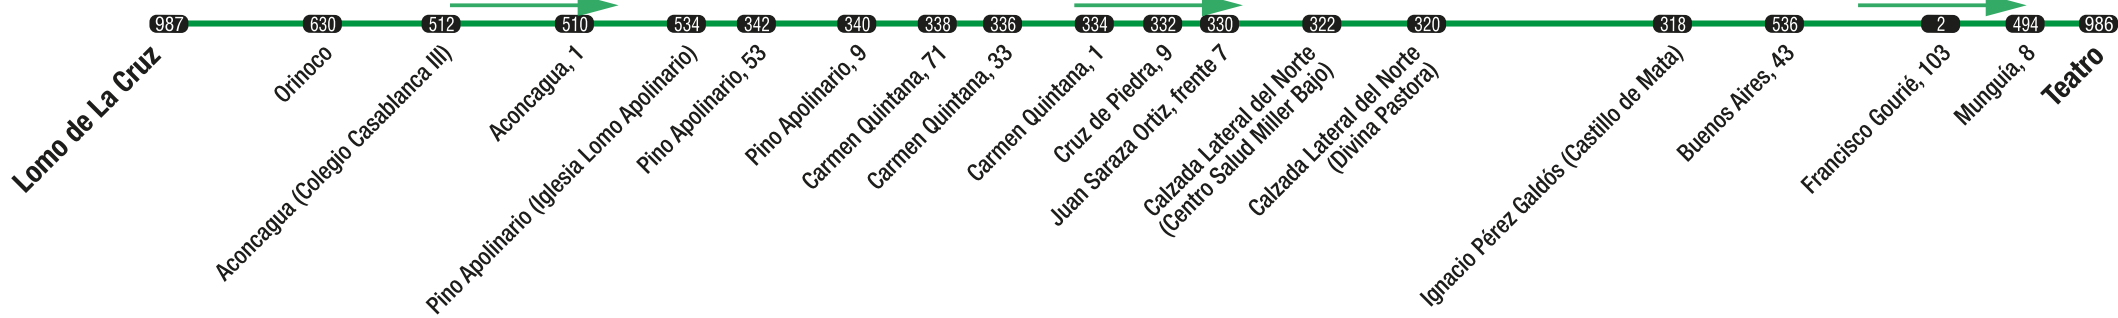 987 630 512 510 534 342 340 338 336 334 332 330 322 320 318 536 2 494 986
Lomo de La Cruz
Orinoco
Aconcagua (Colegio Casablanca III)
Aconcagua, 1
Pino Apolinario (Iglesia Lomo Apolinario)
Pino Apolinario, 53
Pino Apolinario, 9
Carmen Quintana, 71
Carmen Quintana, 33
Carmen Quintana, 1
Cruz de Piedra, 9
Juan Saraza Ortiz, frente 7
Calzada Lateral del Norte
(Centro Salud Miller Bajo)
Calzada Lateral del Norte
(Divina Pastora)
Ignacio Pérez Galdós (Castillo de Mata)
Buenos Aires, 43
Francisco Gourié, 103
Munguía, 8
Teatro